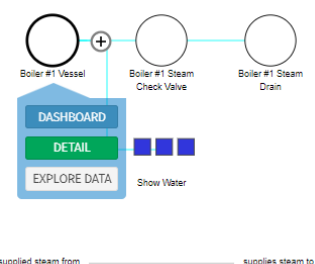 Boiler #1 Vessel
Boiler #1 Steam
Check Valve
Boiler #1 Steam
Drain
DASHBOARD
DETAIL
EXPLORE DATA
Show Water
supplied steam from
supplies steam to